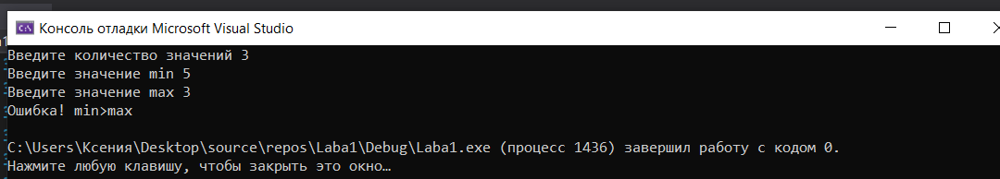 Консоль отладки Microsoft Visual Studio
Введите количество значений 3
Введите значение min 5
Введите значение max 3
Ошибка! min>max
C:\Users\Ксения\Desktop\source\repos\Laba1\Debug\Laba1.exe (процесс 1436) завершил работу с кодом 0.
Нажмите любую клавишу, чтобы закрыть это окно…